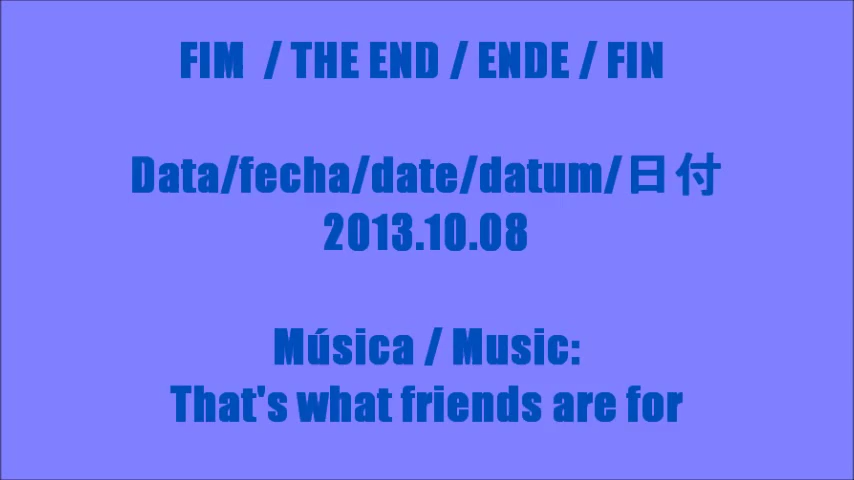 FIM / THE END / ENDE / FIN
Data/fecha/date/datum/日付
2013.10.08
Música / Music:
That's what friends are for